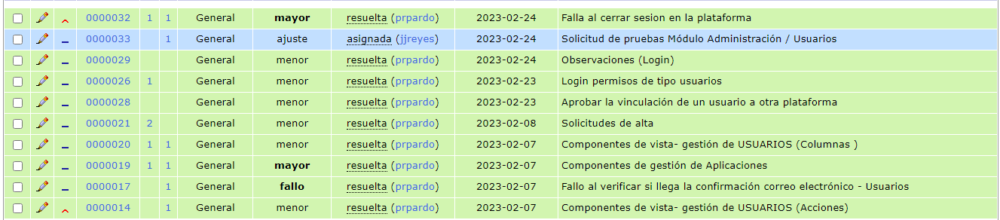 0000032 1 1 General mayor resuelta (prpardo) 2023-02-24 Falla al cerrar sesion en la plataforma
0000033 1 General ajuste asignada (jjreyes) 2023-02-24 Solicitud de pruebas Módulo Administración / Usuarios
0000029 General menor resuelta (prpardo) 2023-02-24 Observaciones (Login)
0000026 1 General menor resuelta (prpardo) 2023-02-23 Login permisos de tipo usuarios
0000028 General menor resuelta (prpardo) 2023-02-23 Aprobar la vinculación de un usuario a otra plataforma
0000021 2 General menor resuelta (prpardo) 2023-02-08 Solicitudes de alta
0000020 1 1 General menor resuelta (prpardo) 2023-02-07 Componentes de vista- gestión de USUARIOS (Columnas )
0000019 1 1 General mayor resuelta (prpardo) 2023-02-07 Componentes de gestión de Aplicaciones
0000017 1 General fallo resuelta (prpardo) 2023-02-07 Fallo al verificar si llega la confirmación correo electrónico - Usuarios
0000014 1 General menor resuelta (prpardo) 2023-02-07 Componentes de vista- gestión de USUARIOS (Acciones)